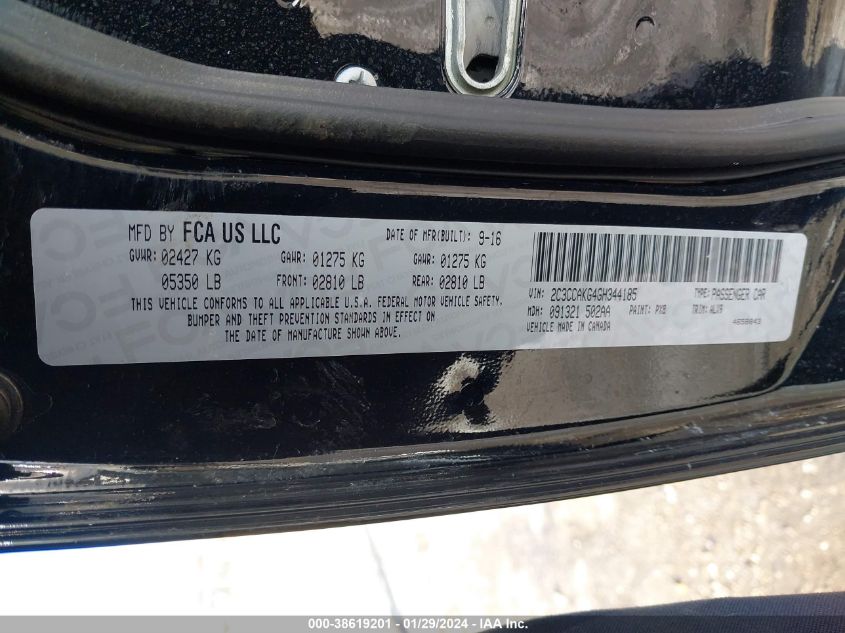 MFD BY FCA US LLC DATE OF MFR(BUILT): 9-16
GVWR: 02427 KG GAWR: 01275 KG GAWR: 01275 KG
05350 LB FRONT: 02810 LB REAR: 02810 LB
THIS VEHICLE CONFORMS TO ALL APPLICABLE U.S.A. FEDERAL MOTOR VEHICLE SAFETY,
BUMPER AND THEFT PREVENTION STANDARDS IN EFFECT ON
THE DATE OF MANUFACTURE SHOWN ABOVE.
VIN: 2C3CCAKG4GH344185 TYPE: PASSENGER CAR
MDH: 091321 502AA PAINT: PX8 TRIM: ALX9
VEHICLE MADE IN CANADA 4658843
000-38619201 - 01/29/2024 - IAA Inc.